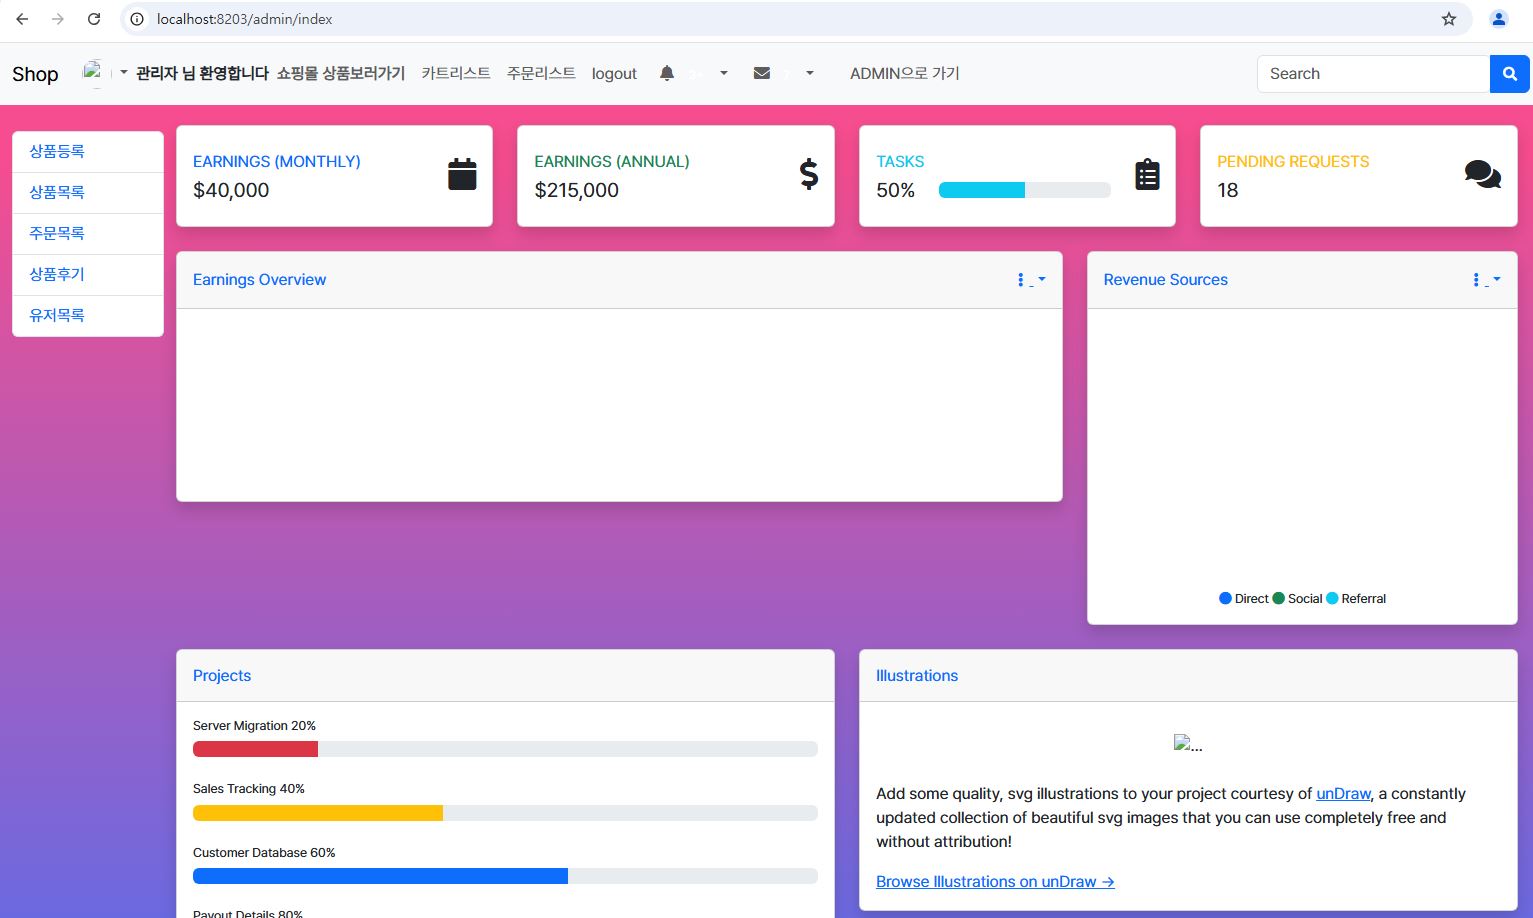 localhost:8203/admin/index
Shop 관리자 님 환영합니다 쇼핑몰 상품보러가기 카트리스트 주문리스트 logout 3+ 7 ADMIN으로 가기 Search
상품등록
상품목록
주문목록
상품후기
유저목록
EARNINGS (MONTHLY)
$40,000
EARNINGS (ANNUAL)
$215,000
TASKS
50%
PENDING REQUESTS
18
Earnings Overview
Revenue Sources
Direct Social Referral
Projects
Server Migration 20%
Sales Tracking 40%
Customer Database 60%
Payout Details 80%
Illustrations
...
Add some quality, svg illustrations to your project courtesy of unDraw, a constantly
updated collection of beautiful svg images that you can use completely free and
without attribution!
Browse Illustrations on unDraw →